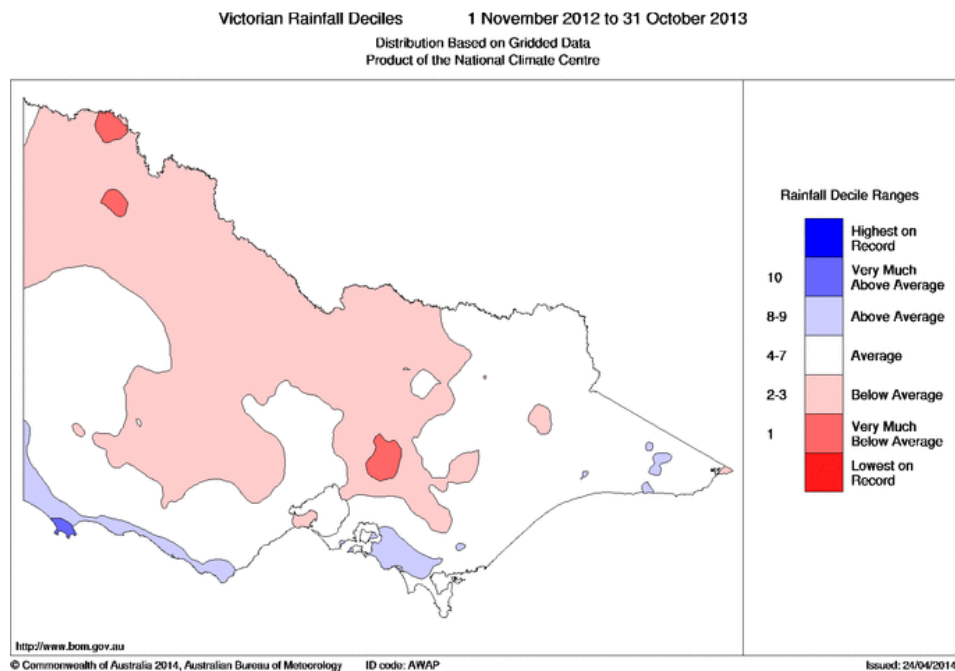 Victorian Rainfall Deciles 1 November 2012 to 31 October 2013
Distribution Based on Gridded Data
Product of the National Climate Centre
Rainfall Decile Ranges
Highest on
Record
10 Very Much
Above Average
8-9 Above Average
4-7 Average
2-3 Below Average
1 Very Much
Below Average
Lowest on
Record
http://www.bom.gov.au
© Commonwealth of Australia 2014, Australian Bureau of Meteorology ID code: AWAP Issued: 24/04/2014